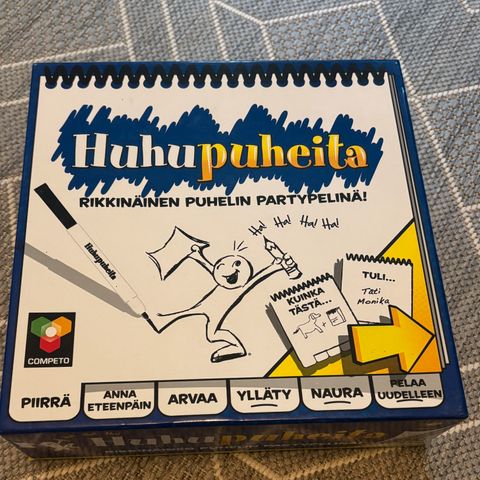 Huhupuheita
RIKKINÄINEN PUHELIN PARTYPELINÄ!
Ha! Ha! Ha! Ha!
Huhupuheita
KUINKA
TÄSTÄ...
TULI...
Tati
Monika
COMPETO
PIIRRÄ
ANNA
ETEENPÄIN
ARVAA
YLLÄTY
NAURA
PELAA
UUDELLEEN
Huhupuheita